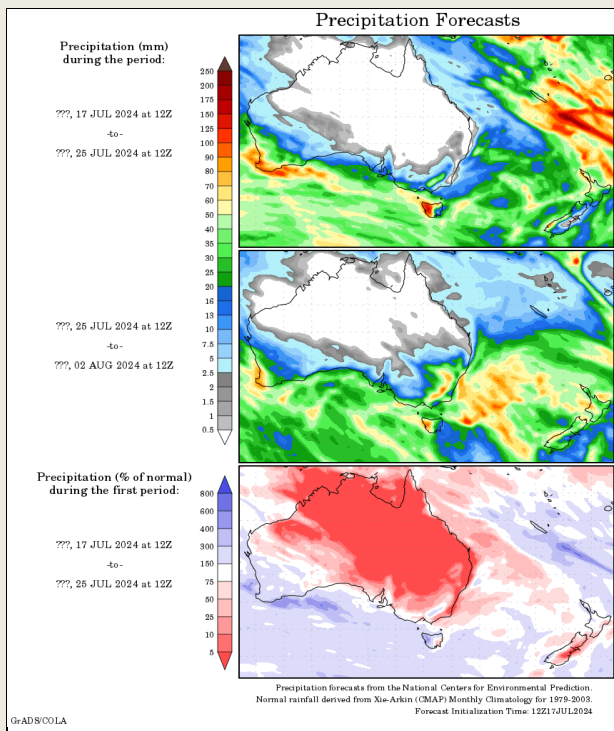 Precipitation Forecasts
Precipitation (mm)
during the period:
???, 17 JUL 2024 at 12Z
-to-
???, 25 JUL 2024 at 12Z
250
200
175
150
125
100
90
80
70
60
50
40
35
30
25
20
16
13
10
7.5
5
2.5
2
1.5
1
0.5
???, 25 JUL 2024 at 12Z
-to-
???, 02 AUG 2024 at 12Z
Precipitation (% of normal)
during the first period:
???, 17 JUL 2024 at 12Z
-to-
???, 25 JUL 2024 at 12Z
800
600
400
300
150
75
50
25
10
5
Precipitation forecasts from the National Centers for Environmental Prediction.
Normal rainfall derived from Xie-Arkin (CMAP) Monthly Climatology for 1979-2003.
Forecast Initialization Time: 12Z17JUL2024
GrADS/COLA